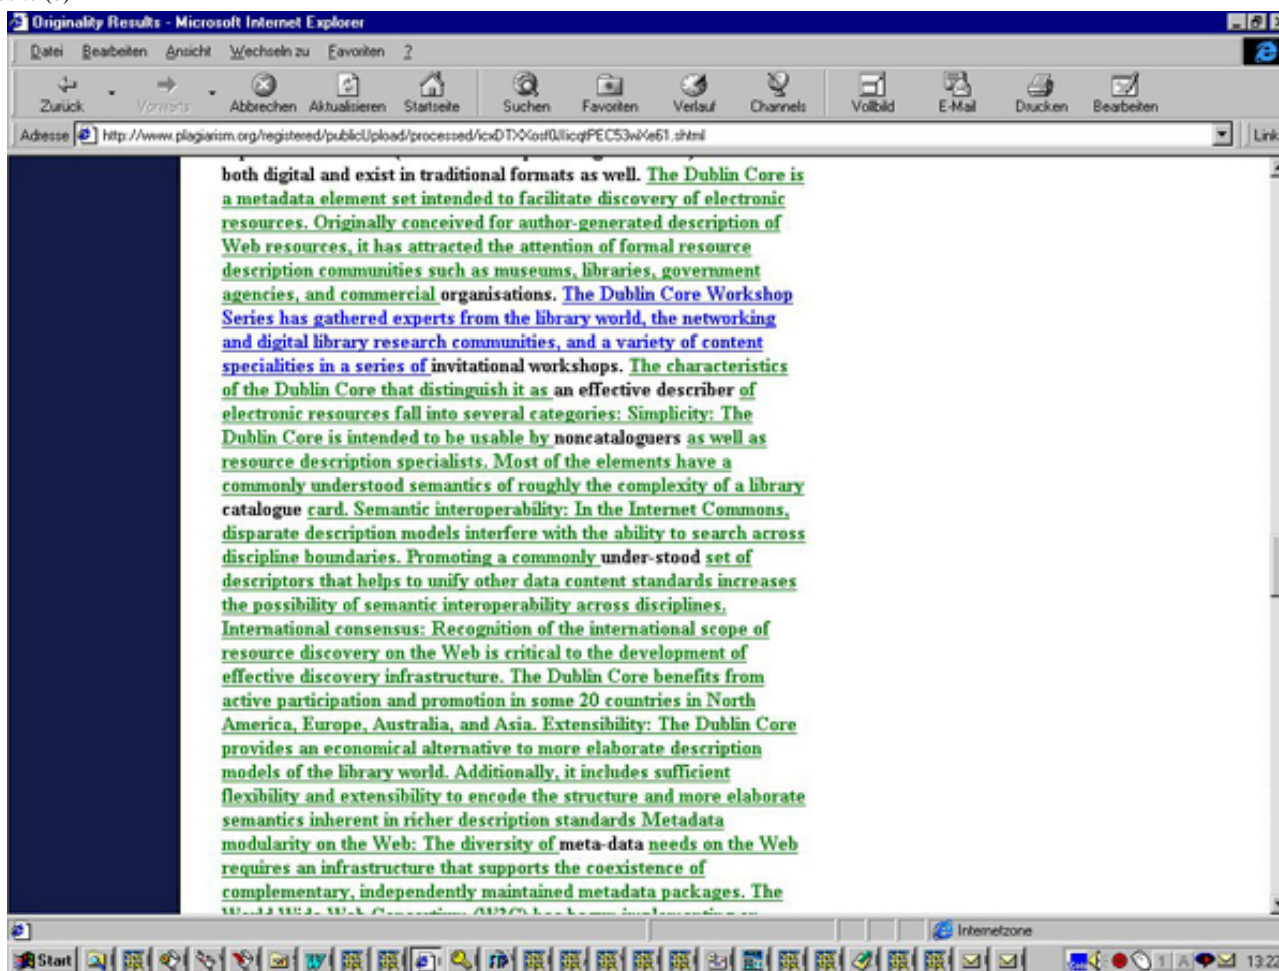 Originality Results - Microsoft Internet Explorer
Datei Bearbeiten Ansicht Wechseln zu Favoriten ?
Zurück Vorwärts Abbrechen Aktualisieren Startseite Suchen Favoriten Verlauf Channels Vollbild E-Mail Drucken Bearbeiten
Adresse Link
both digital and exist in traditional formats as well. The Dublin Core is
a metadata element set intended to facilitate discovery of electronic
resources. Originally conceived for author-generated description of
Web resources, it has attracted the attention of formal resource
description communities such as museums, libraries, government
agencies, and commercial organisations. The Dublin Core Workshop
Series has gathered experts from the library world, the networking
and digital library research communities, and a variety of content
specialities in a series of invitational workshops. The characteristics
of the Dublin Core that distinguish it as an effective describer of
electronic resources fall into several categories: Simplicity: The
Dublin Core is intended to be usable by noncataloguers as well as
resource description specialists. Most of the elements have a
commonly understood semantics of roughly the complexity of a library
catalogue card. Semantic interoperability: In the Internet Commons,
disparate description models interfere with the ability to search across
discipline boundaries. Promoting a commonly under-stood set of
descriptors that helps to unify other data content standards increases
the possibility of semantic interoperability across disciplines.
International consensus: Recognition of the international scope of
resource discovery on the Web is critical to the development of
effective discovery infrastructure. The Dublin Core benefits from
active participation and promotion in some 20 countries in North
America, Europe, Australia, and Asia. Extensibility: The Dublin Core
provides an economical alternative to more elaborate description
models of the library world. Additionally, it includes sufficient
flexibility and extensibility to encode the structure and more elaborate
semantics inherent in richer description standards Metadata
modularity on the Web: The diversity of meta-data needs on the Web
requires an infrastructure that supports the coexistence of
complementary, independently maintained metadata packages. The
Internetzone
Start 13:22